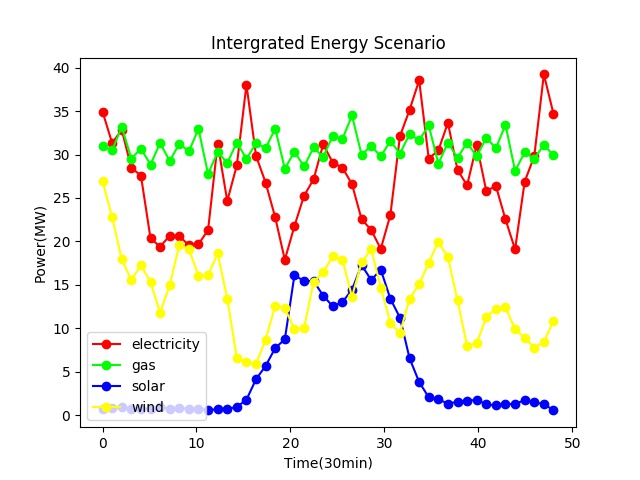 Intergrated Energy Scenario
Power(MW)
40
35
30
25
20
15
10
5
0
electricity
gas
solar
wind
0 10 20 30 40 50
Time(30min)